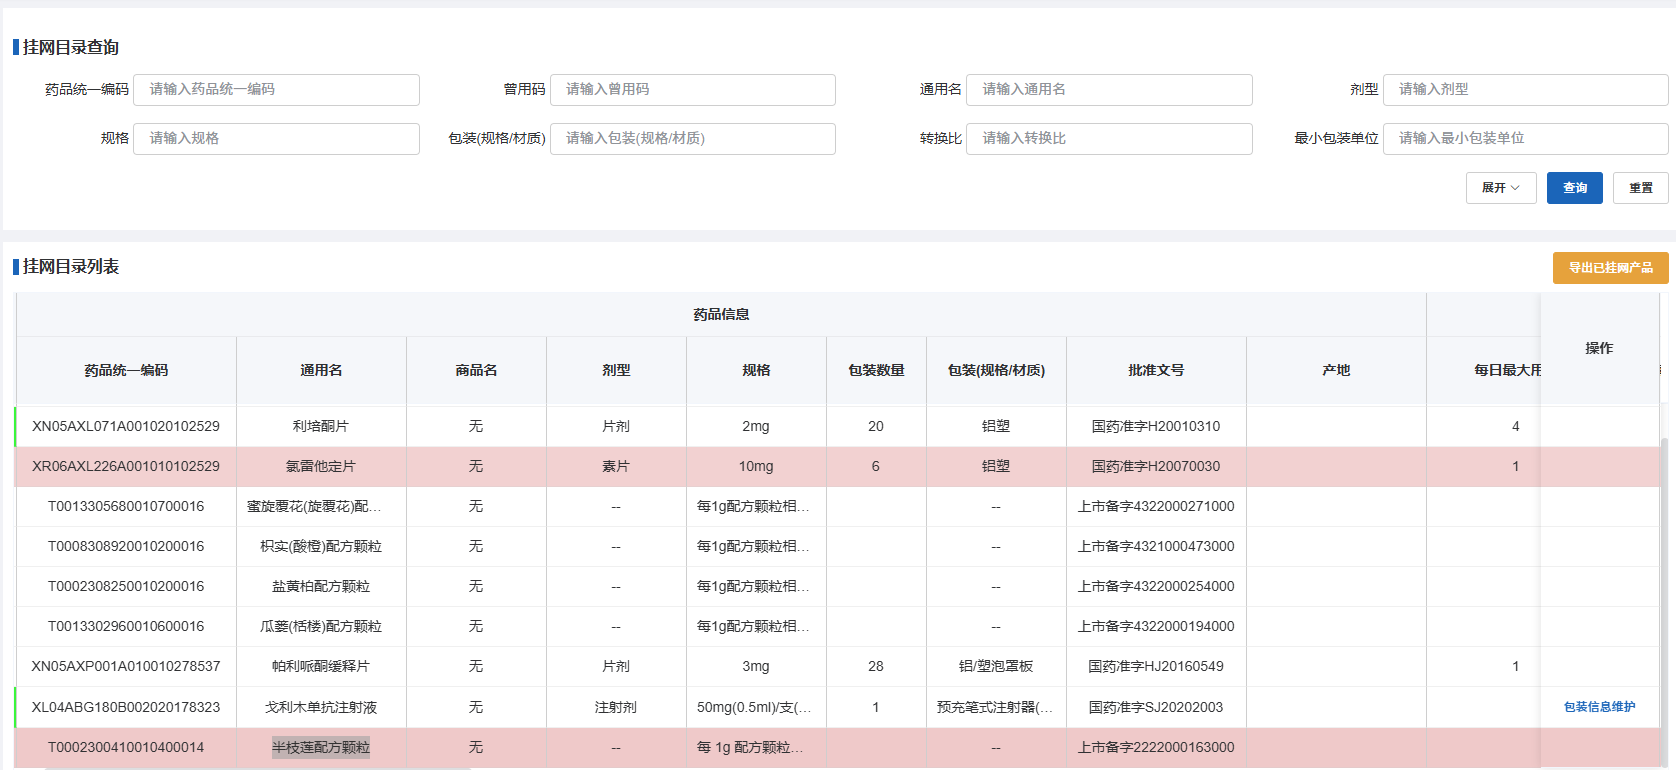 挂网目录查询
药品统一编码 请输入药品统一编码 曾用码 请输入曾用码 通用名 请输入通用名 剂型 请输入剂型
规格 请输入规格 包装(规格/材质) 请输入包装(规格/材质) 转换比 请输入转换比 最小包装单位 请输入最小包装单位
展开 查询 重置
挂网目录列表 导出已挂网产品
药品信息
操作
药品统一编码 通用名 商品名 剂型 规格 包装数量 包装(规格/材质) 批准文号 产地 每日最大用
XN05AXL071A001020102529 利培酮片 无 片剂 2mg 20 铝塑 国药准字H20010310 4
XR06AXL226A001010102529 氯雷他定片 无 素片 10mg 6 铝塑 国药准字H20070030 1
T0013305680010700016 蜜旋覆花(旋覆花)配... 无 -- 每1g配方颗粒相... -- 上市备字4322000271000
T0008308920010200016 枳实(酸橙)配方颗粒 无 -- 每1g配方颗粒相... -- 上市备字4321000473000
T0002308250010200016 盐黄柏配方颗粒 无 -- 每1g配方颗粒相... -- 上市备字4322000254000
T0013302960010600016 瓜蒌(栝楼)配方颗粒 无 -- 每1g配方颗粒相... -- 上市备字4322000194000
XN05AXP001A010010278537 帕利哌酮缓释片 无 片剂 3mg 28 铝/塑泡罩板 国药准字HJ20160549 1
XL04ABG180B002020178323 戈利木单抗注射液 无 注射剂 50mg(0.5ml)/支(... 1 预充笔式注射器(... 国药准字SJ20202003 包装信息维护
T0002300410010400014 半枝莲配方颗粒 无 -- 每 1g 配方颗粒... -- 上市备字2222000163000